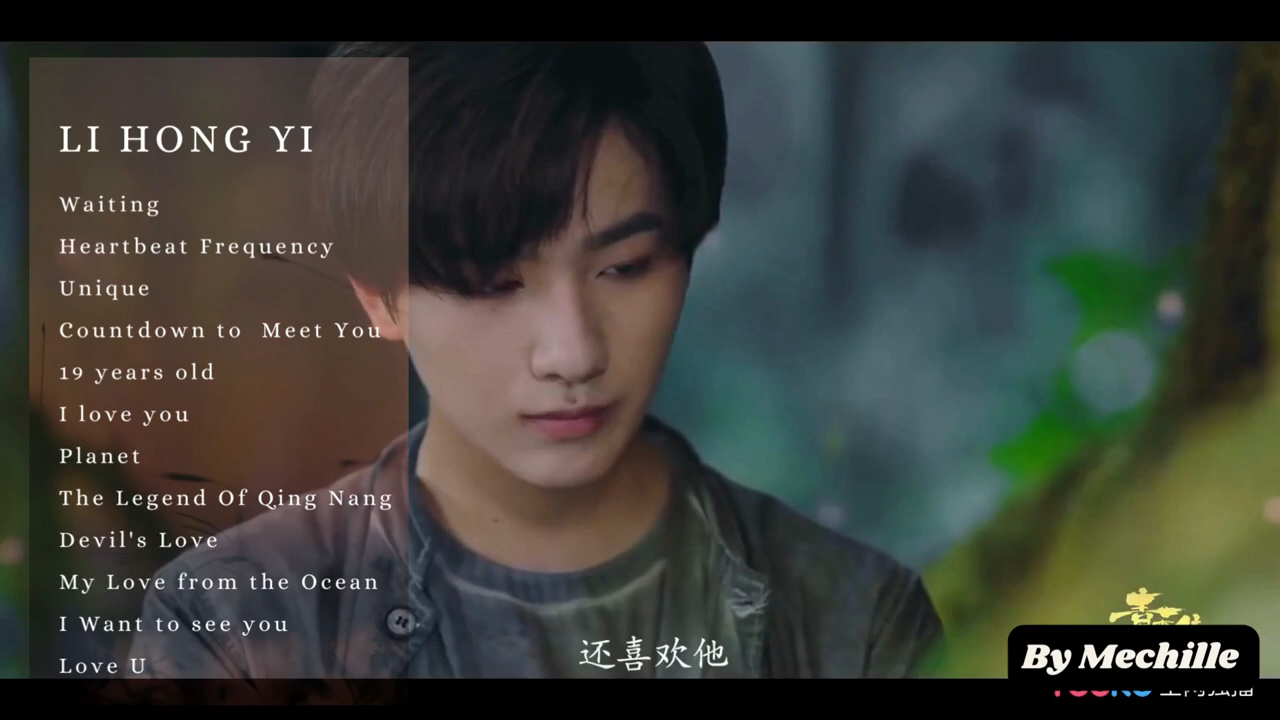 LI HONG YI
Waiting
Heartbeat Frequency
Unique
Countdown to Meet You
19 years old
I love you
Planet
The Legend Of Qing Nang
Devil's Love
My Love from the Ocean
I Want to see you
Love U
还喜欢他
By Mechille